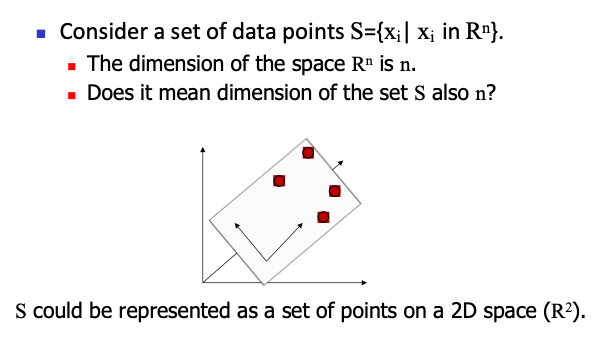 Consider a set of data points S={xᵢ| xᵢ in Rⁿ}.
The dimension of the space Rⁿ is n.
Does it mean dimension of the set S also n?
S could be represented as a set of points on a 2D space (R²).